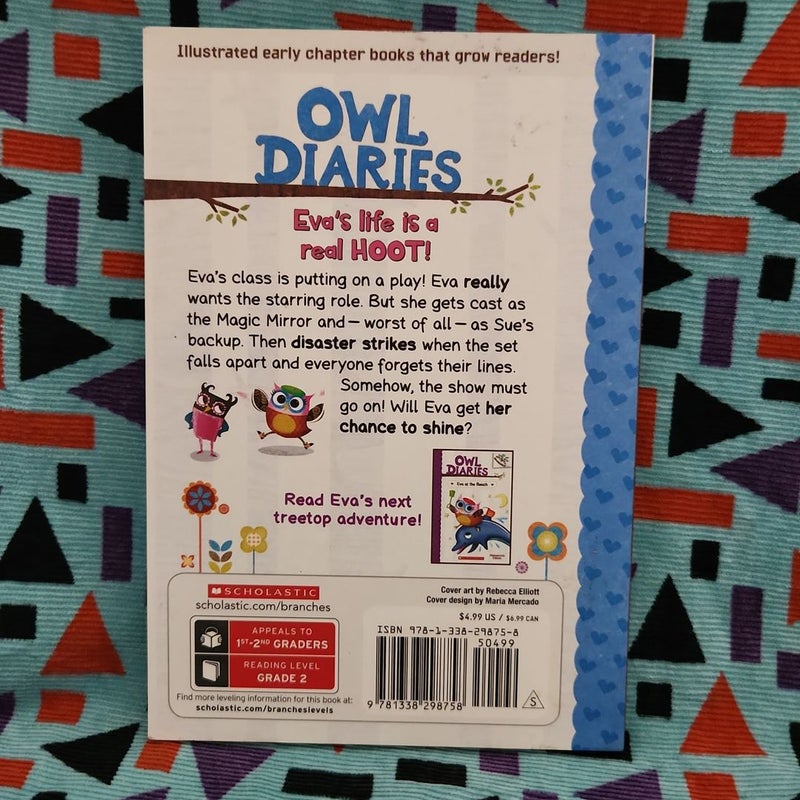 Illustrated early chapter books that grow readers!
OWL
DIARIES
Eva's life is a
real HOOT!
Eva's class is putting on a play! Eva really
wants the starring role. But she gets cast as
the Magic Mirror and—worst of all—as Sue's
backup. Then disaster strikes when the set
falls apart and everyone forgets their lines.
Somehow, the show must
go on! Will Eva get her
chance to shine?
Read Eva's next
treetop adventure!
OWL
DIARIES
Eva at the Beach
SCHOLASTIC
scholastic.com/branches
Cover art by Rebecca Elliott
Cover design by Maria Mercado
$4.99 US / $6.99 CAN
APPEALS TO
1ST-2ND GRADERS
READING LEVEL
GRADE 2
Find more leveling information for this book at:
scholastic.com/brancheslevels
ISBN 978-1-338-29875-8
50499
9 781338 298758
S